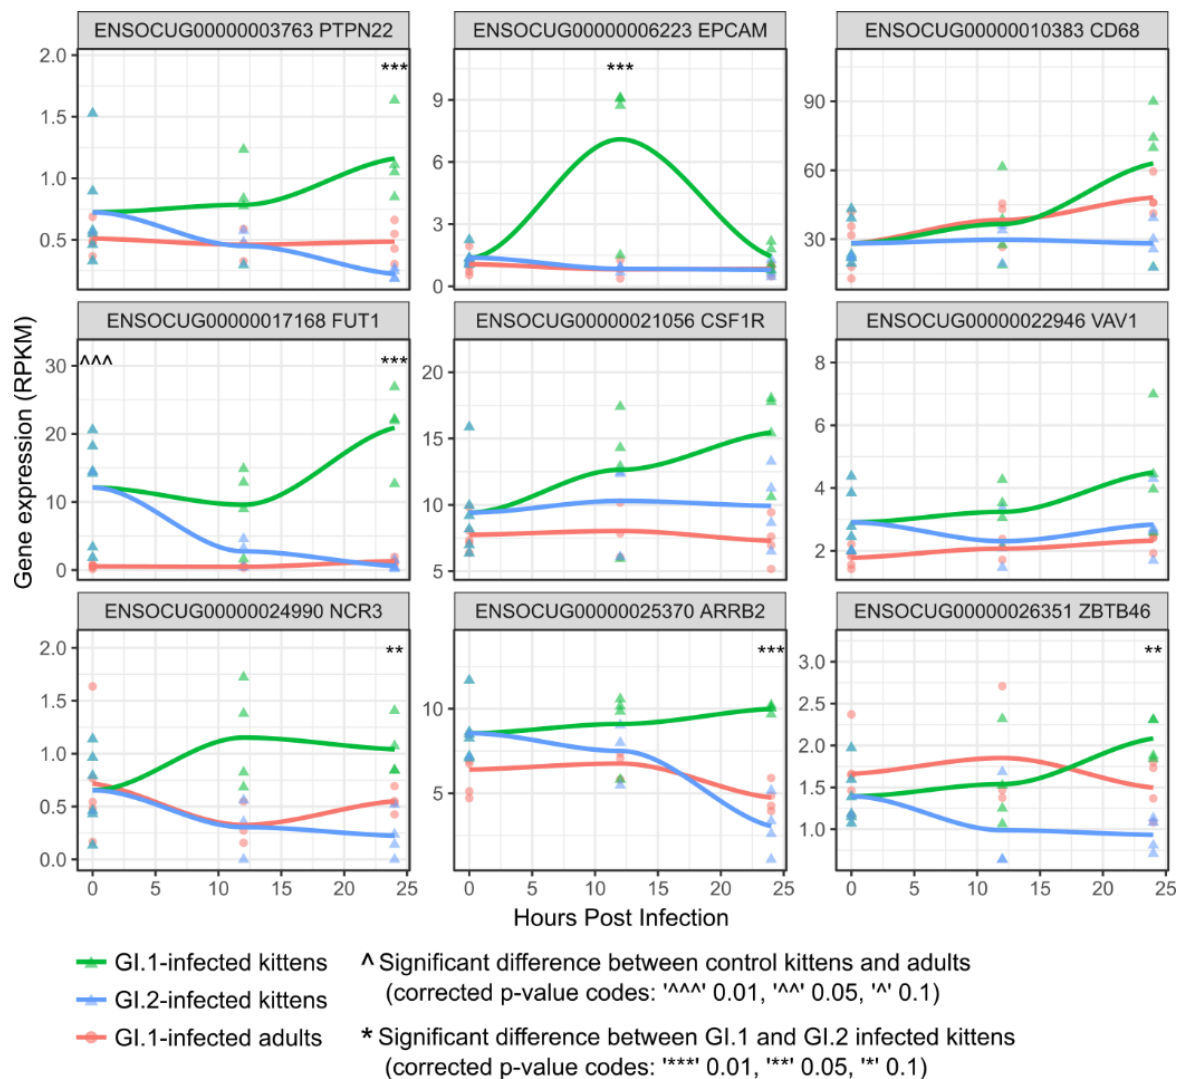 ENSOCUG00000003763 PTPN22
ENSOCUG00000006223 EPCAM
ENSOCUG00000010383 CD68
2.0
1.5
1.0
0.5
***
9
6
3
0
***
90
60
30
ENSOCUG00000017168 FUT1
ENSOCUG00000021056 CSF1R
ENSOCUG00000022946 VAV1
30
20
10
0
^^^
***
20
15
10
5
8
6
4
2
ENSOCUG00000024990 NCR3
ENSOCUG00000025370 ARRB2
ENSOCUG00000026351 ZBTB46
2.0
1.5
1.0
0.5
0.0
**
10
5
***
3.0
2.5
2.0
1.5
1.0
**
0 5 10 15 20 25
0 5 10 15 20 25
0 5 10 15 20 25
Gene expression (RPKM)
Hours Post Infection
GI.1-infected kittens
GI.2-infected kittens
GI.1-infected adults
^ Significant difference between control kittens and adults
(corrected p-value codes: '^^^' 0.01, '^^' 0.05, '^' 0.1)
* Significant difference between GI.1 and GI.2 infected kittens
(corrected p-value codes: '***' 0.01, '**' 0.05, '*' 0.1)